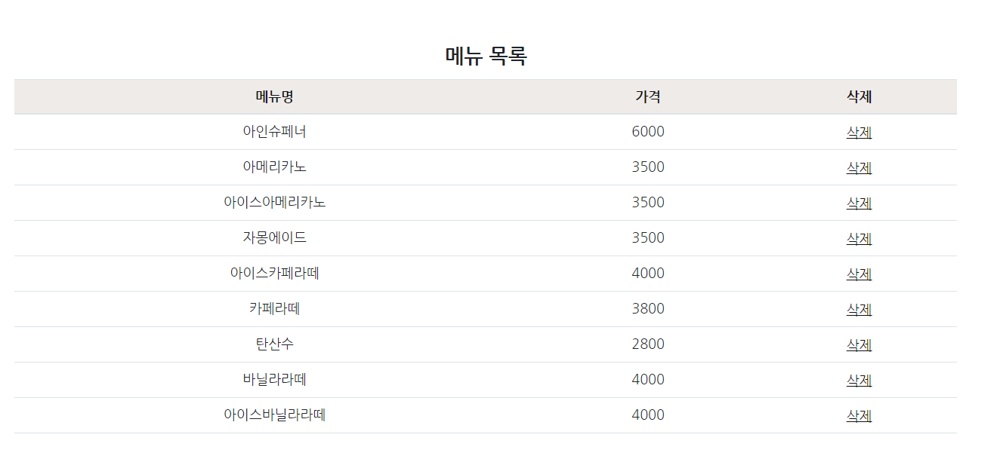 메뉴 목록
메뉴명 가격 삭제
아인슈페너 6000 삭제
아메리카노 3500 삭제
아이스아메리카노 3500 삭제
자몽에이드 3500 삭제
아이스카페라떼 4000 삭제
카페라떼 3800 삭제
탄산수 2800 삭제
바닐라라떼 4000 삭제
아이스바닐라라떼 4000 삭제